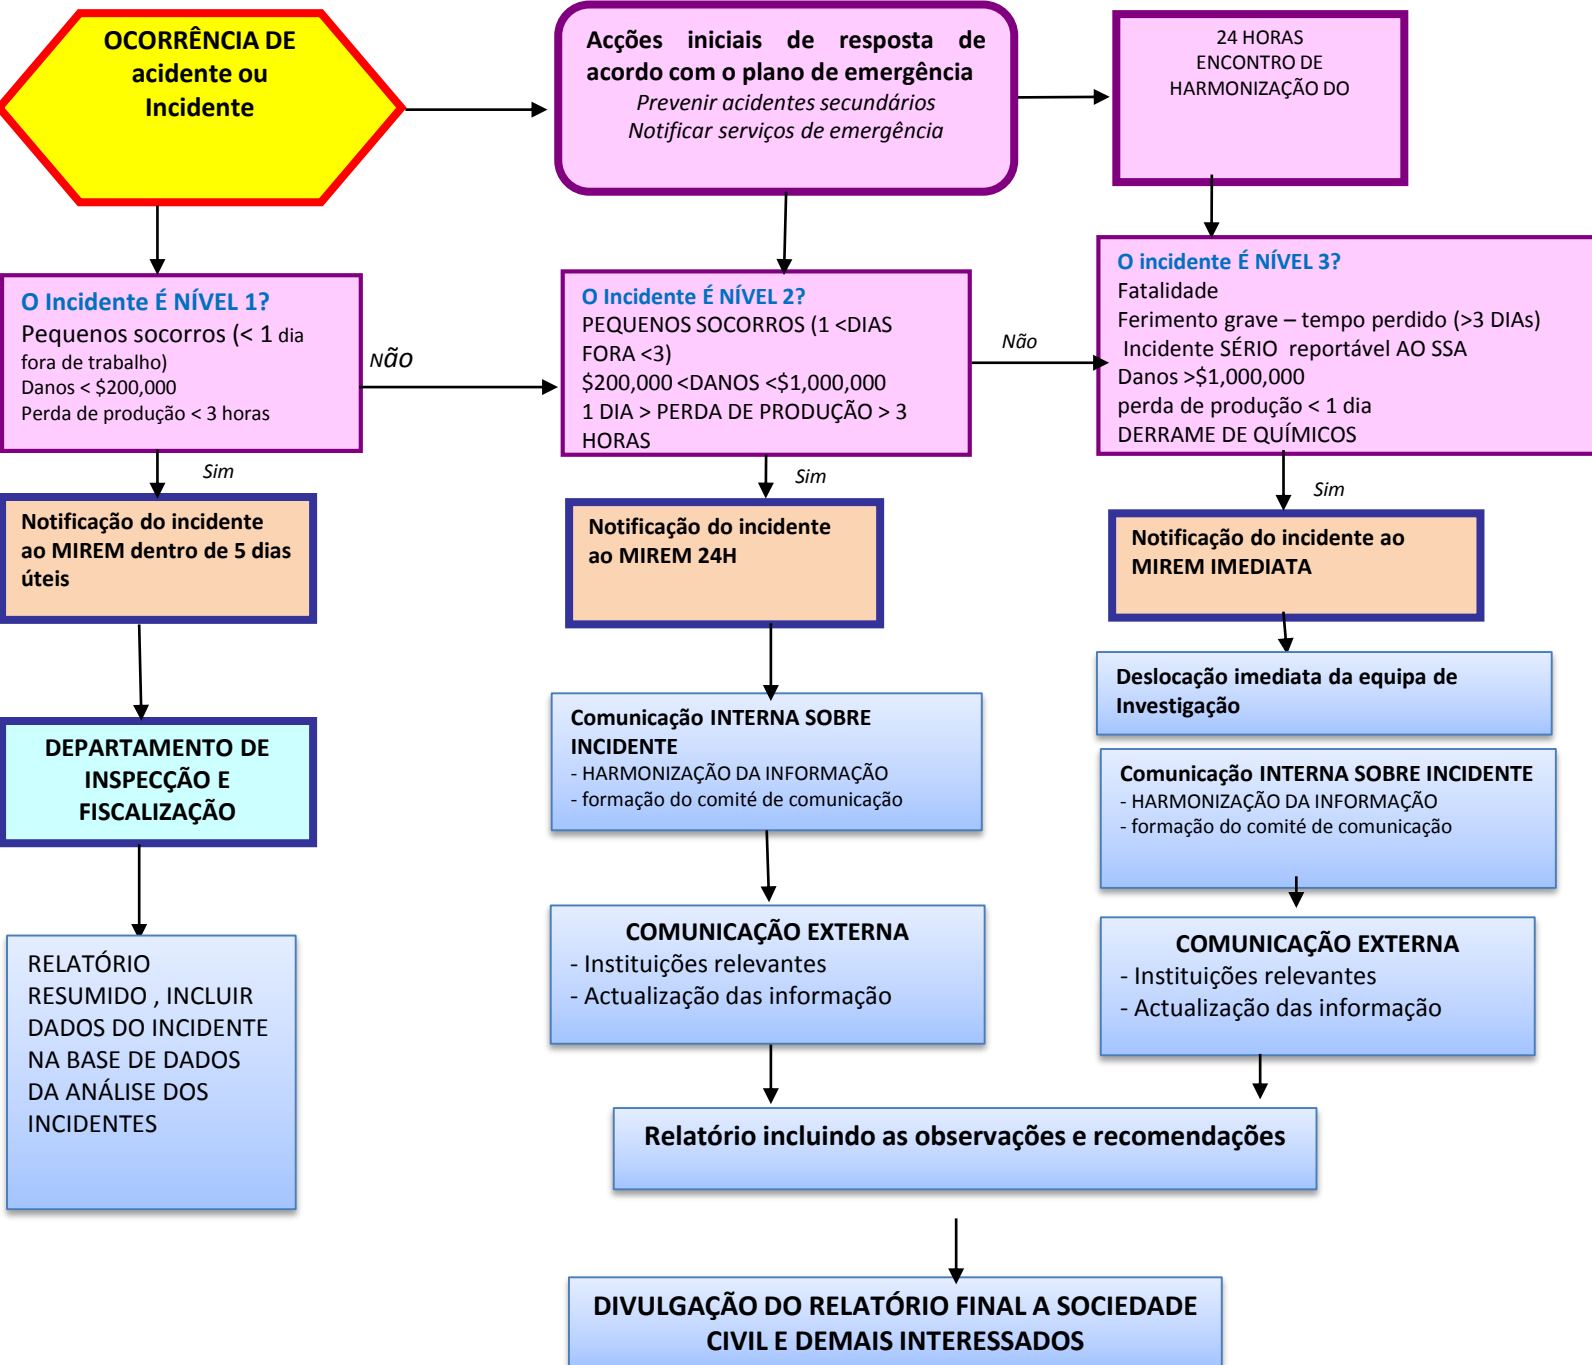 OCORRÊNCIA DE
acidente ou
Incidente
Acções iniciais de resposta de
acordo com o plano de emergência
Prevenir acidentes secundários
Notificar serviços de emergência
24 HORAS
ENCONTRO DE
HARMONIZAÇÃO DO
O Incidente É NÍVEL 1?
Pequenos socorros (< 1 dia
fora de trabalho)
Danos < $200,000
Perda de produção < 3 horas
Não
O Incidente É NÍVEL 2?
PEQUENOS SOCORROS (1 <DIAS
FORA <3)
$200,000 <DANOS <$1,000,000
1 DIA > PERDA DE PRODUÇÃO > 3
HORAS
Não
O incidente É NÍVEL 3?
Fatalidade
Ferimento grave – tempo perdido (>3 DIAs)
Incidente SÉRIO reportável AO SSA
Danos >$1,000,000
perda de produção < 1 dia
DERRAME DE QUÍMICOS
Sim
Sim
Sim
Notificação do incidente
ao MIREM dentro de 5 dias
úteis
Notificação do incidente
ao MIREM 24H
Notificação do incidente ao
MIREM IMEDIATA
Deslocação imediata da equipa de
Investigação
DEPARTAMENTO DE
INSPECÇÃO E
FISCALIZAÇÃO
Comunicação INTERNA SOBRE
INCIDENTE
- HARMONIZAÇÃO DA INFORMAÇÃO
- formação do comité de comunicação
Comunicação INTERNA SOBRE INCIDENTE
- HARMONIZAÇÃO DA INFORMAÇÃO
- formação do comité de comunicação
RELATÓRIO
RESUMIDO , INCLUIR
DADOS DO INCIDENTE
NA BASE DE DADOS
DA ANÁLISE DOS
INCIDENTES
COMUNICAÇÃO EXTERNA
- Instituições relevantes
- Actualização das informação
COMUNICAÇÃO EXTERNA
- Instituições relevantes
- Actualização das informação
Relatório incluindo as observações e recomendações
DIVULGAÇÃO DO RELATÓRIO FINAL A SOCIEDADE
CIVIL E DEMAIS INTERESSADOS